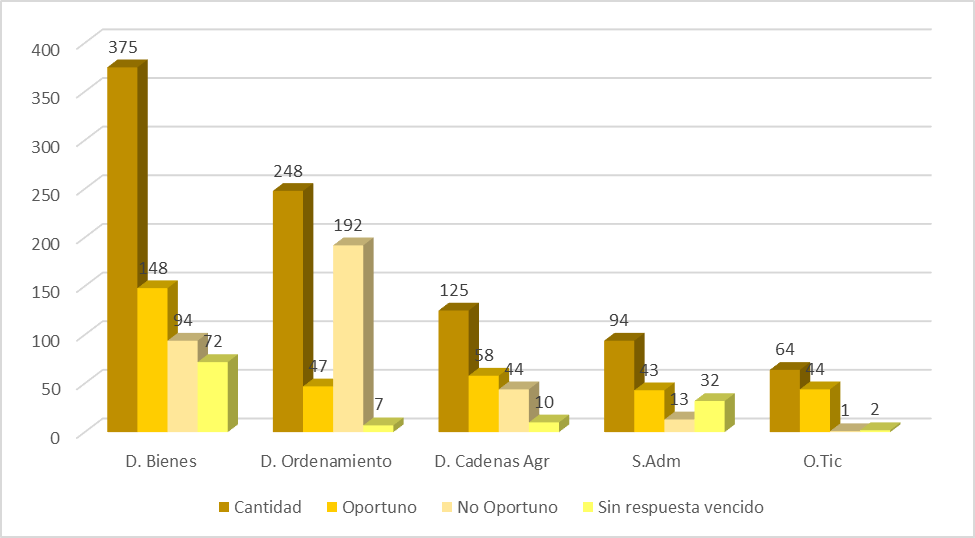 400
350
300
250
200
150
100
50
0
375 148 94 72
248 47 192 7
125 58 44 10
94 43 13 32
64 44 1 2
D. Bienes D. Ordenamiento D. Cadenas Agr S.Adm O.Tic
Cantidad Oportuno No Oportuno Sin respuesta vencido